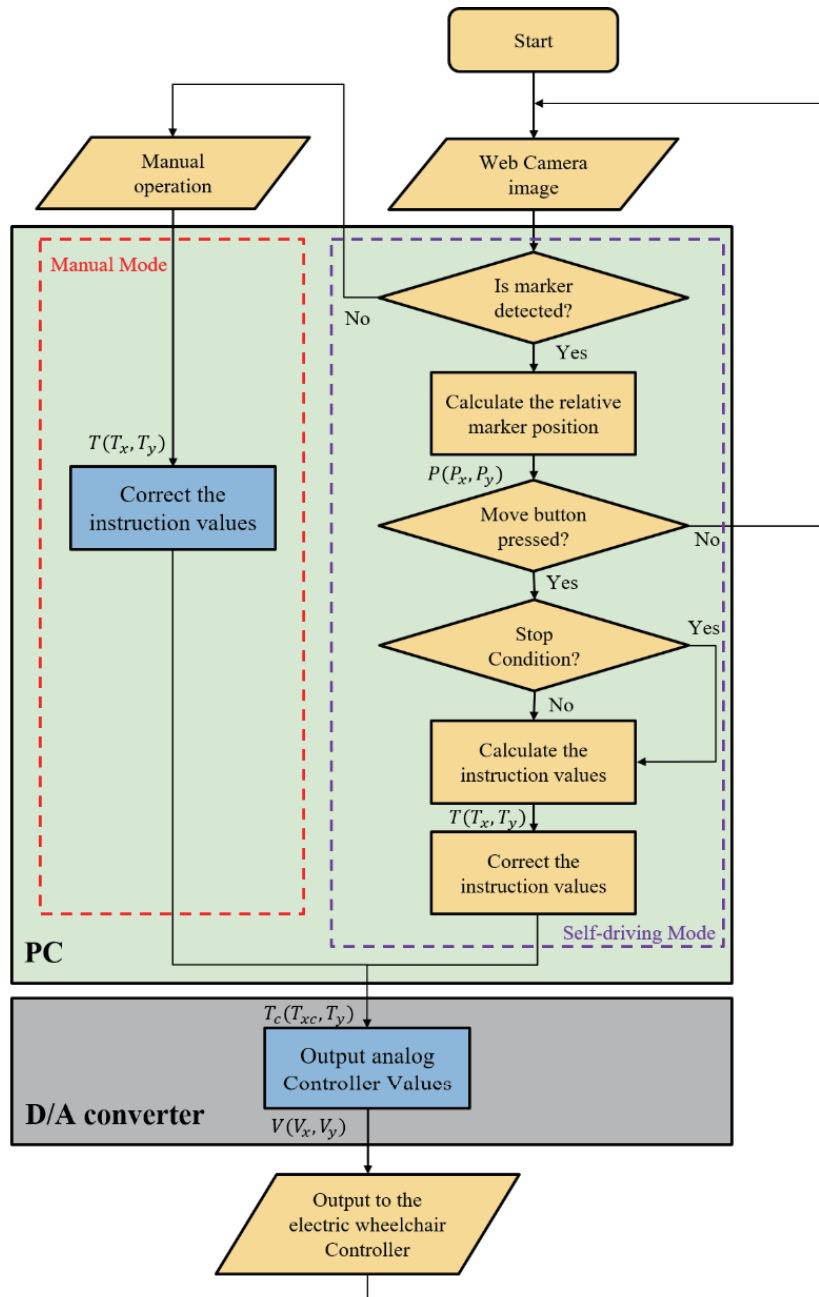 Start
Manual
operation
Web Camera
image
Manual Mode
Is marker
detected?
No
Yes
Calculate the relative
marker position
T(T_x, T_y)
P(P_x, P_y)
Correct the
instruction values
Move button
pressed?
No
Yes
Stop
Condition?
Yes
No
Calculate the
instruction values
T(T_x, T_y)
Correct the
instruction values
Self-driving Mode
PC
T_c(T_{xc}, T_y)
Output analog
Controller Values
D/A converter
V(V_x, V_y)
Output to the
electric wheelchair
Controller